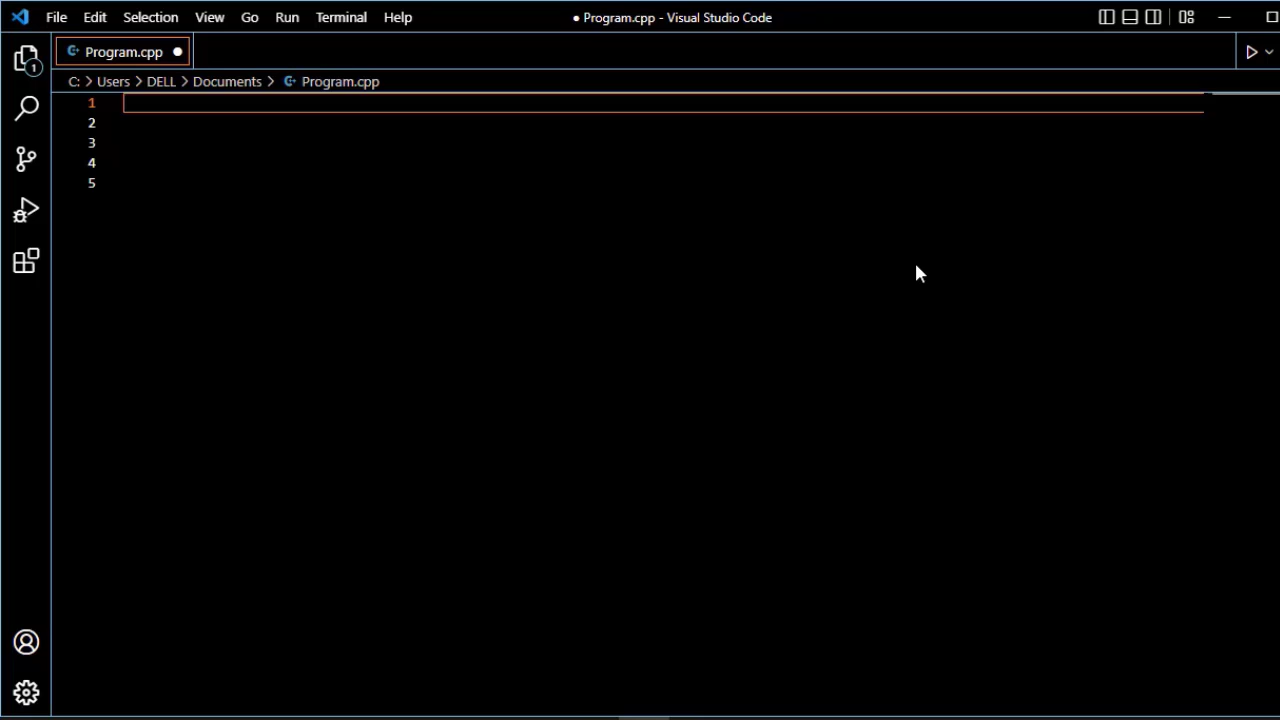 File Edit Selection View Go Run Terminal Help ● Program.cpp - Visual Studio Code
Program.cpp ●
C: > Users > DELL > Documents > Program.cpp
1
1
2
3
4
5